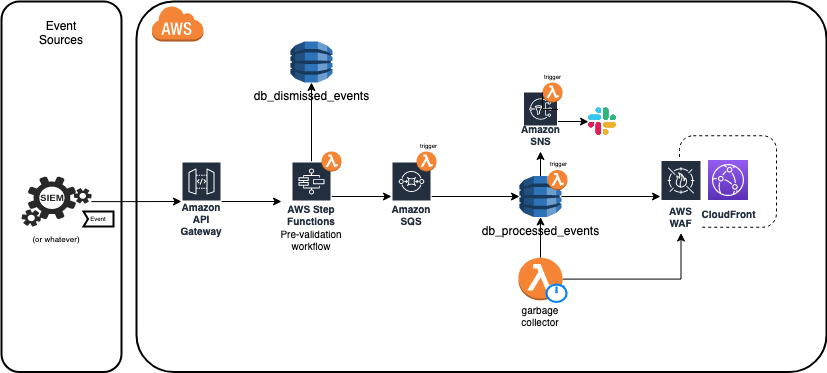 Event
Sources
AWS
SIEM
Event
(or whatever)
Amazon
API
Gateway
db_dismissed_events
AWS Step
Functions
Pre-validation
workflow
trigger
Amazon
SQS
trigger
Amazon
SNS
trigger
db_processed_events
garbage
collector
AWS
WAF
CloudFront